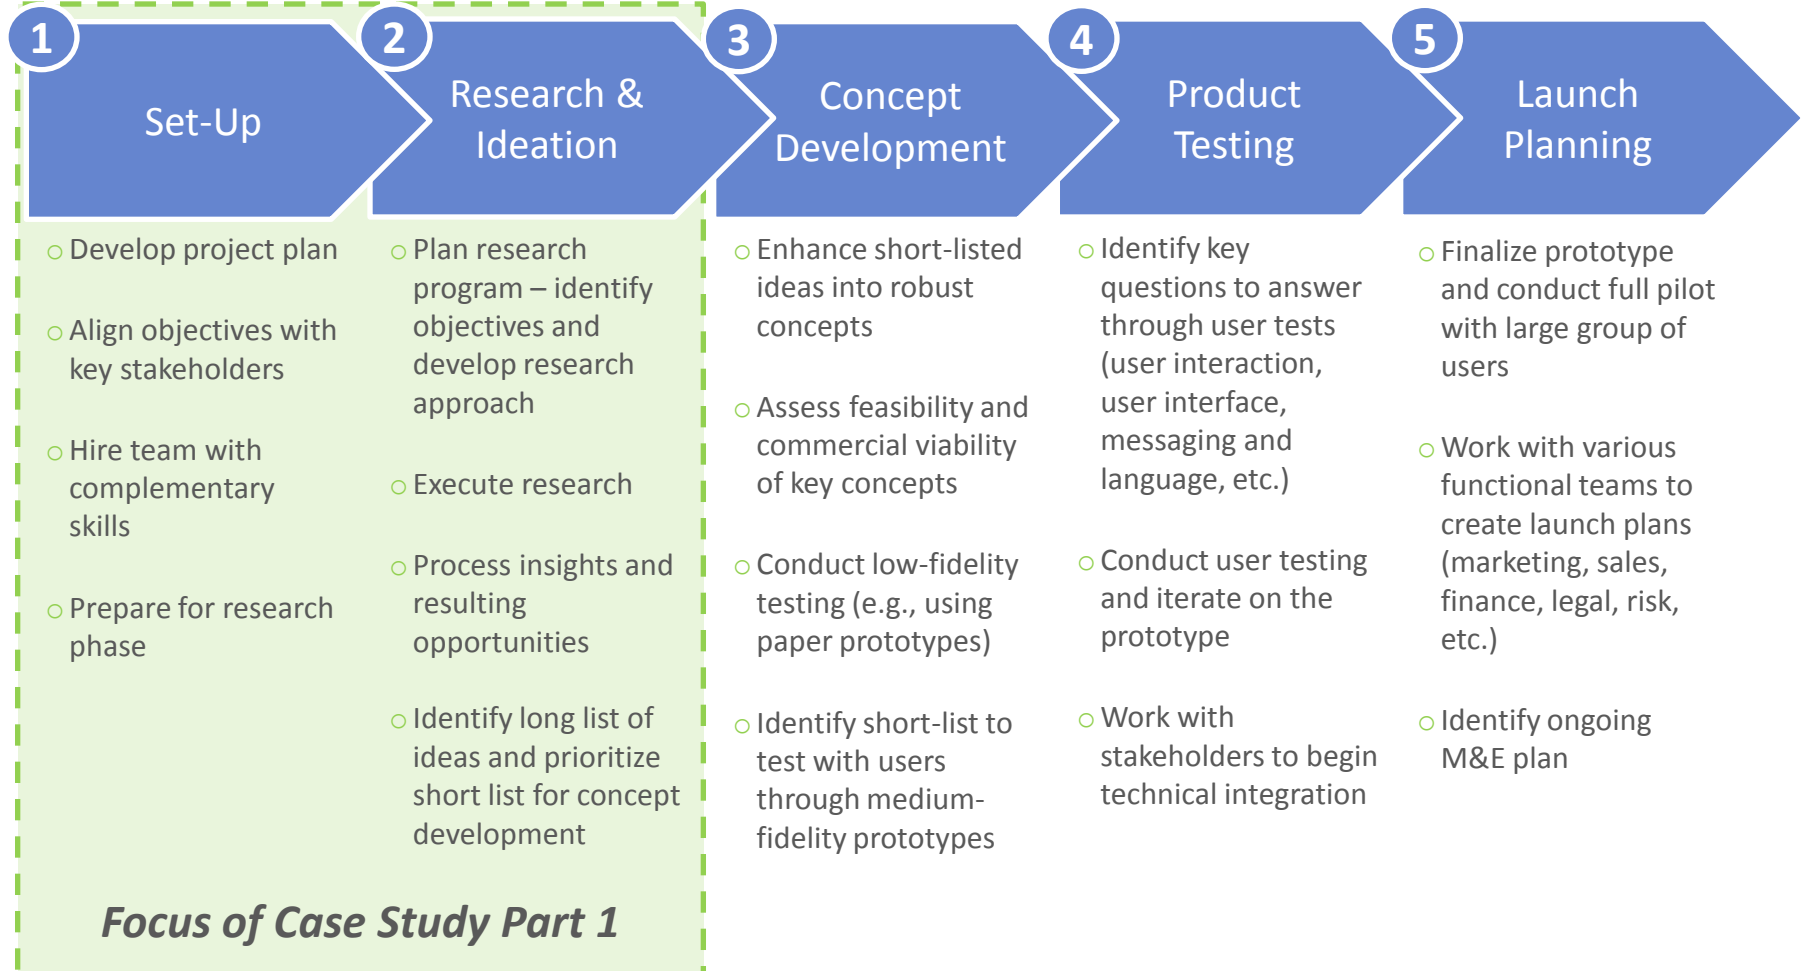 1
Set-Up
○ Develop project plan
○ Align objectives with
key stakeholders
○ Hire team with
complementary
skills
○ Prepare for research
phase
2
Research &
Ideation
○ Plan research
program – identify
objectives and
develop research
approach
○ Execute research
○ Process insights and
resulting
opportunities
○ Identify long list of
ideas and prioritize
short list for concept
development
Focus of Case Study Part 1
3
Concept
Development
○ Enhance short-listed
ideas into robust
concepts
○ Assess feasibility and
commercial viability
of key concepts
○ Conduct low-fidelity
testing (e.g., using
paper prototypes)
○ Identify short-list to
test with users
through medium-
fidelity prototypes
4
Product
Testing
○ Identify key
questions to answer
through user tests
(user interaction,
user interface,
messaging and
language, etc.)
○ Conduct user testing
and iterate on the
prototype
○ Work with
stakeholders to begin
technical integration
5
Launch
Planning
○ Finalize prototype
and conduct full pilot
with large group of
users
○ Work with various
functional teams to
create launch plans
(marketing, sales,
finance, legal, risk,
etc.)
○ Identify ongoing
M&E plan